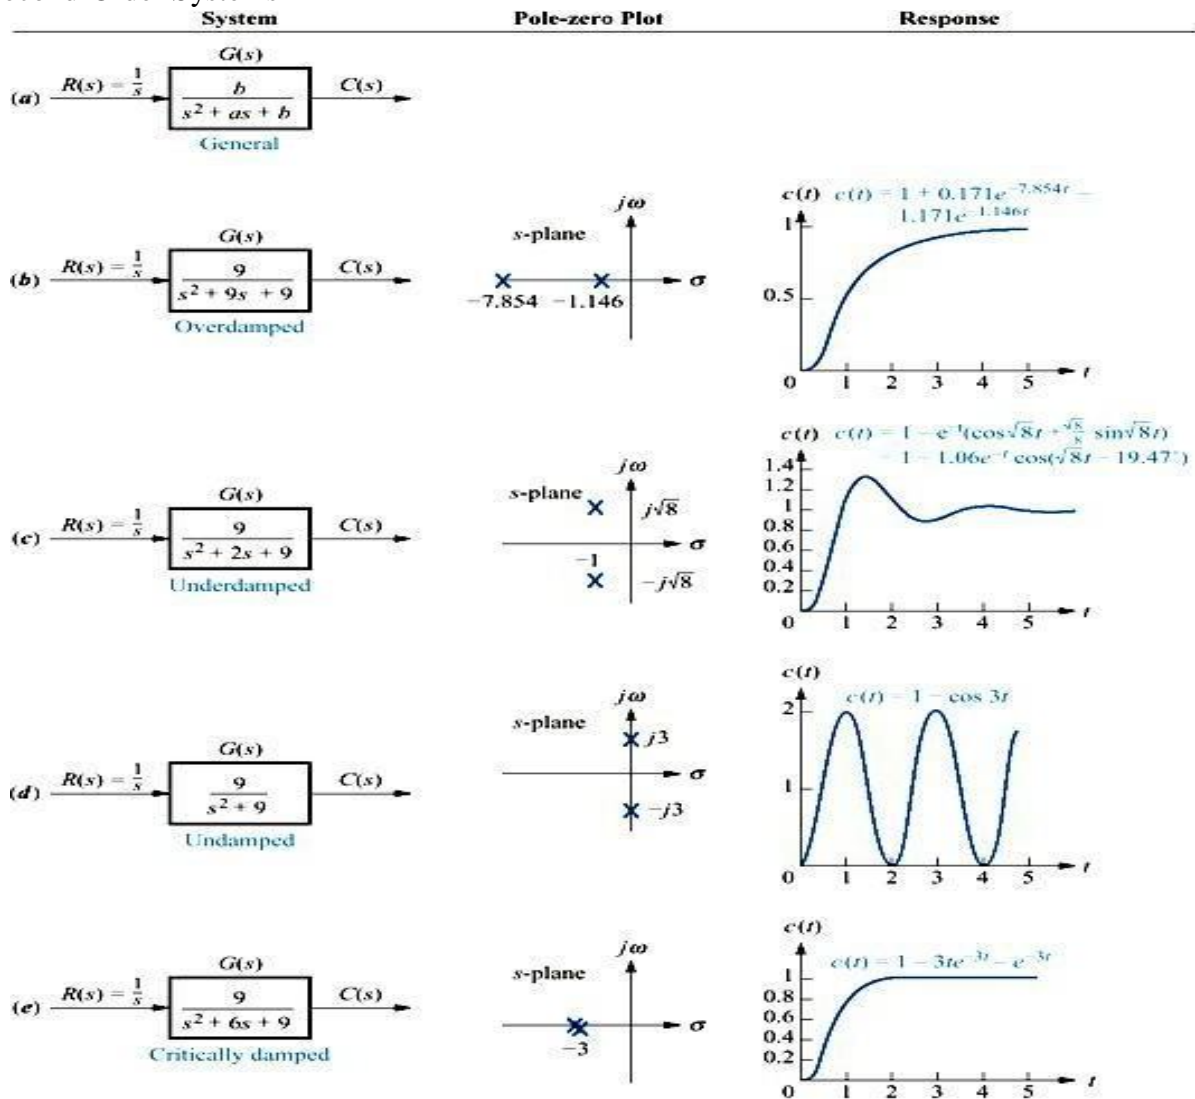 System Pole-zero Plot Response
G(s)
(a) R(s) = 1/s b/(s² + as + b) C(s)
General
G(s)
(b) R(s) = 1/s 9/(s² + 9s + 9) C(s)
Overdamped
jω
s-plane
σ
−7.854 −1.146
c(t) c(t) = 1 + 0.171e^−7.854t −
1.171e^−1.146t
1
0.5
0 1 2 3 4 5 t
G(s)
(c) R(s) = 1/s 9/(s² + 2s + 9) C(s)
Underdamped
jω
s-plane
j√8
σ
−1
−j√8
c(t) c(t) = 1 − e^−t(cos√8t + √8/8 sin√8t)
= 1 − 1.06e^−t cos(√8t − 19.47°)
1.4
1.2
1.0
0.8
0.6
0.4
0.2
0 1 2 3 4 5 t
G(s)
(d) R(s) = 1/s 9/(s² + 9) C(s)
Undamped
jω
s-plane
j3
σ
−j3
c(t)
c(t) = 1 − cos 3t
2
1
0 1 2 3 4 5 t
G(s)
(e) R(s) = 1/s 9/(s² + 6s + 9) C(s)
Critically damped
jω
s-plane
σ
−3
c(t)
c(t) = 1 − 3te^−3t − e^−3t
1
0.8
0.6
0.4
0.2
0 1 2 3 4 5 t